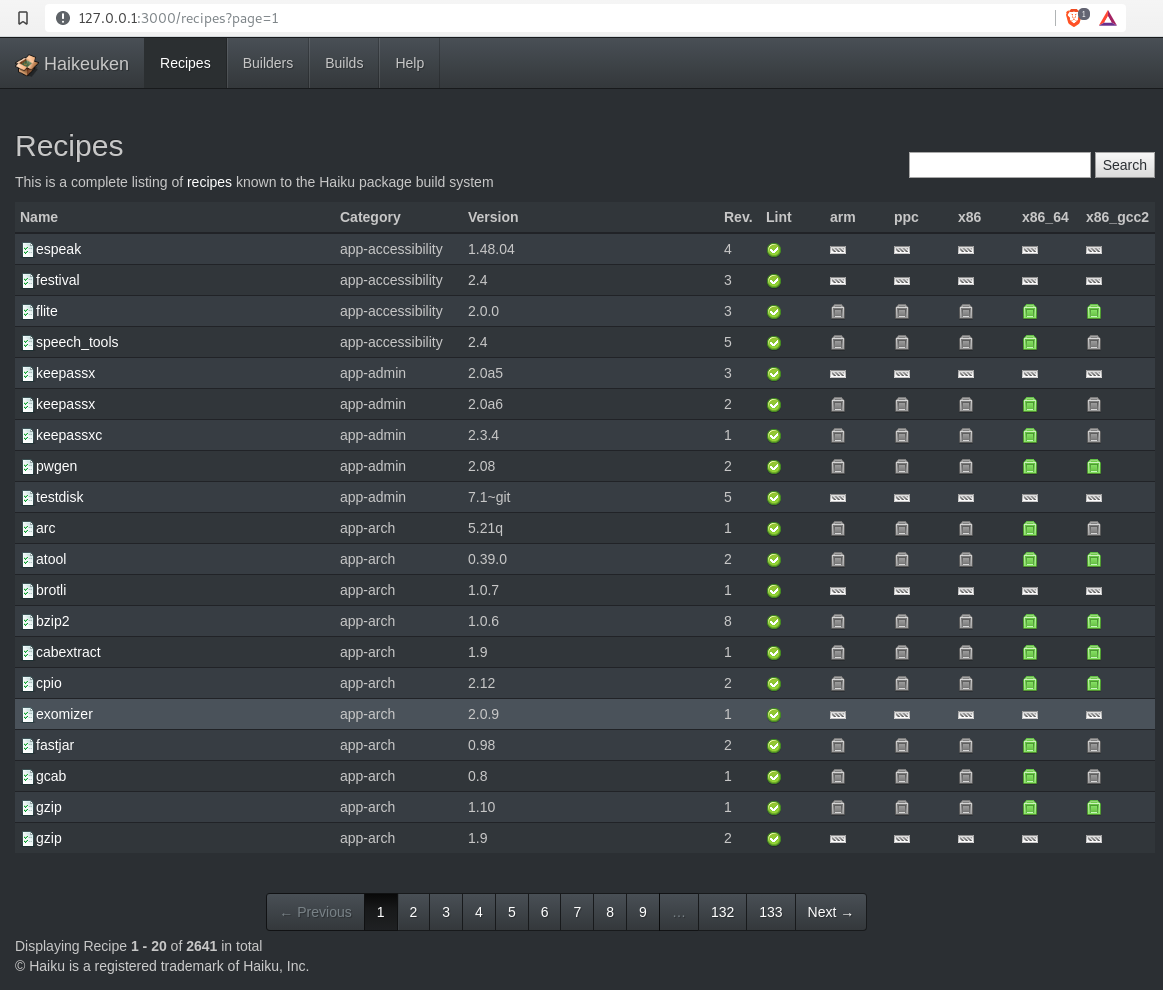 127.0.0.1:3000/recipes?page=1 1
Haikeuken Recipes Builders Builds Help
Recipes
Search
This is a complete listing of recipes known to the Haiku package build system
Name Category Version Rev. Lint arm ppc x86 x86_64 x86_gcc2
espeak app-accessibility 1.48.04 4
festival app-accessibility 2.4 3
flite app-accessibility 2.0.0 3
speech_tools app-accessibility 2.4 5
keepassx app-admin 2.0a5 3
keepassx app-admin 2.0a6 2
keepassxc app-admin 2.3.4 1
pwgen app-admin 2.08 2
testdisk app-admin 7.1~git 5
arc app-arch 5.21q 1
atool app-arch 0.39.0 2
brotli app-arch 1.0.7 1
bzip2 app-arch 1.0.6 8
cabextract app-arch 1.9 1
cpio app-arch 2.12 2
exomizer app-arch 2.0.9 1
fastjar app-arch 0.98 2
gcab app-arch 0.8 1
gzip app-arch 1.10 1
gzip app-arch 1.9 2
← Previous 1 2 3 4 5 6 7 8 9 … 132 133 Next →
Displaying Recipe 1 - 20 of 2641 in total
© Haiku is a registered trademark of Haiku, Inc.